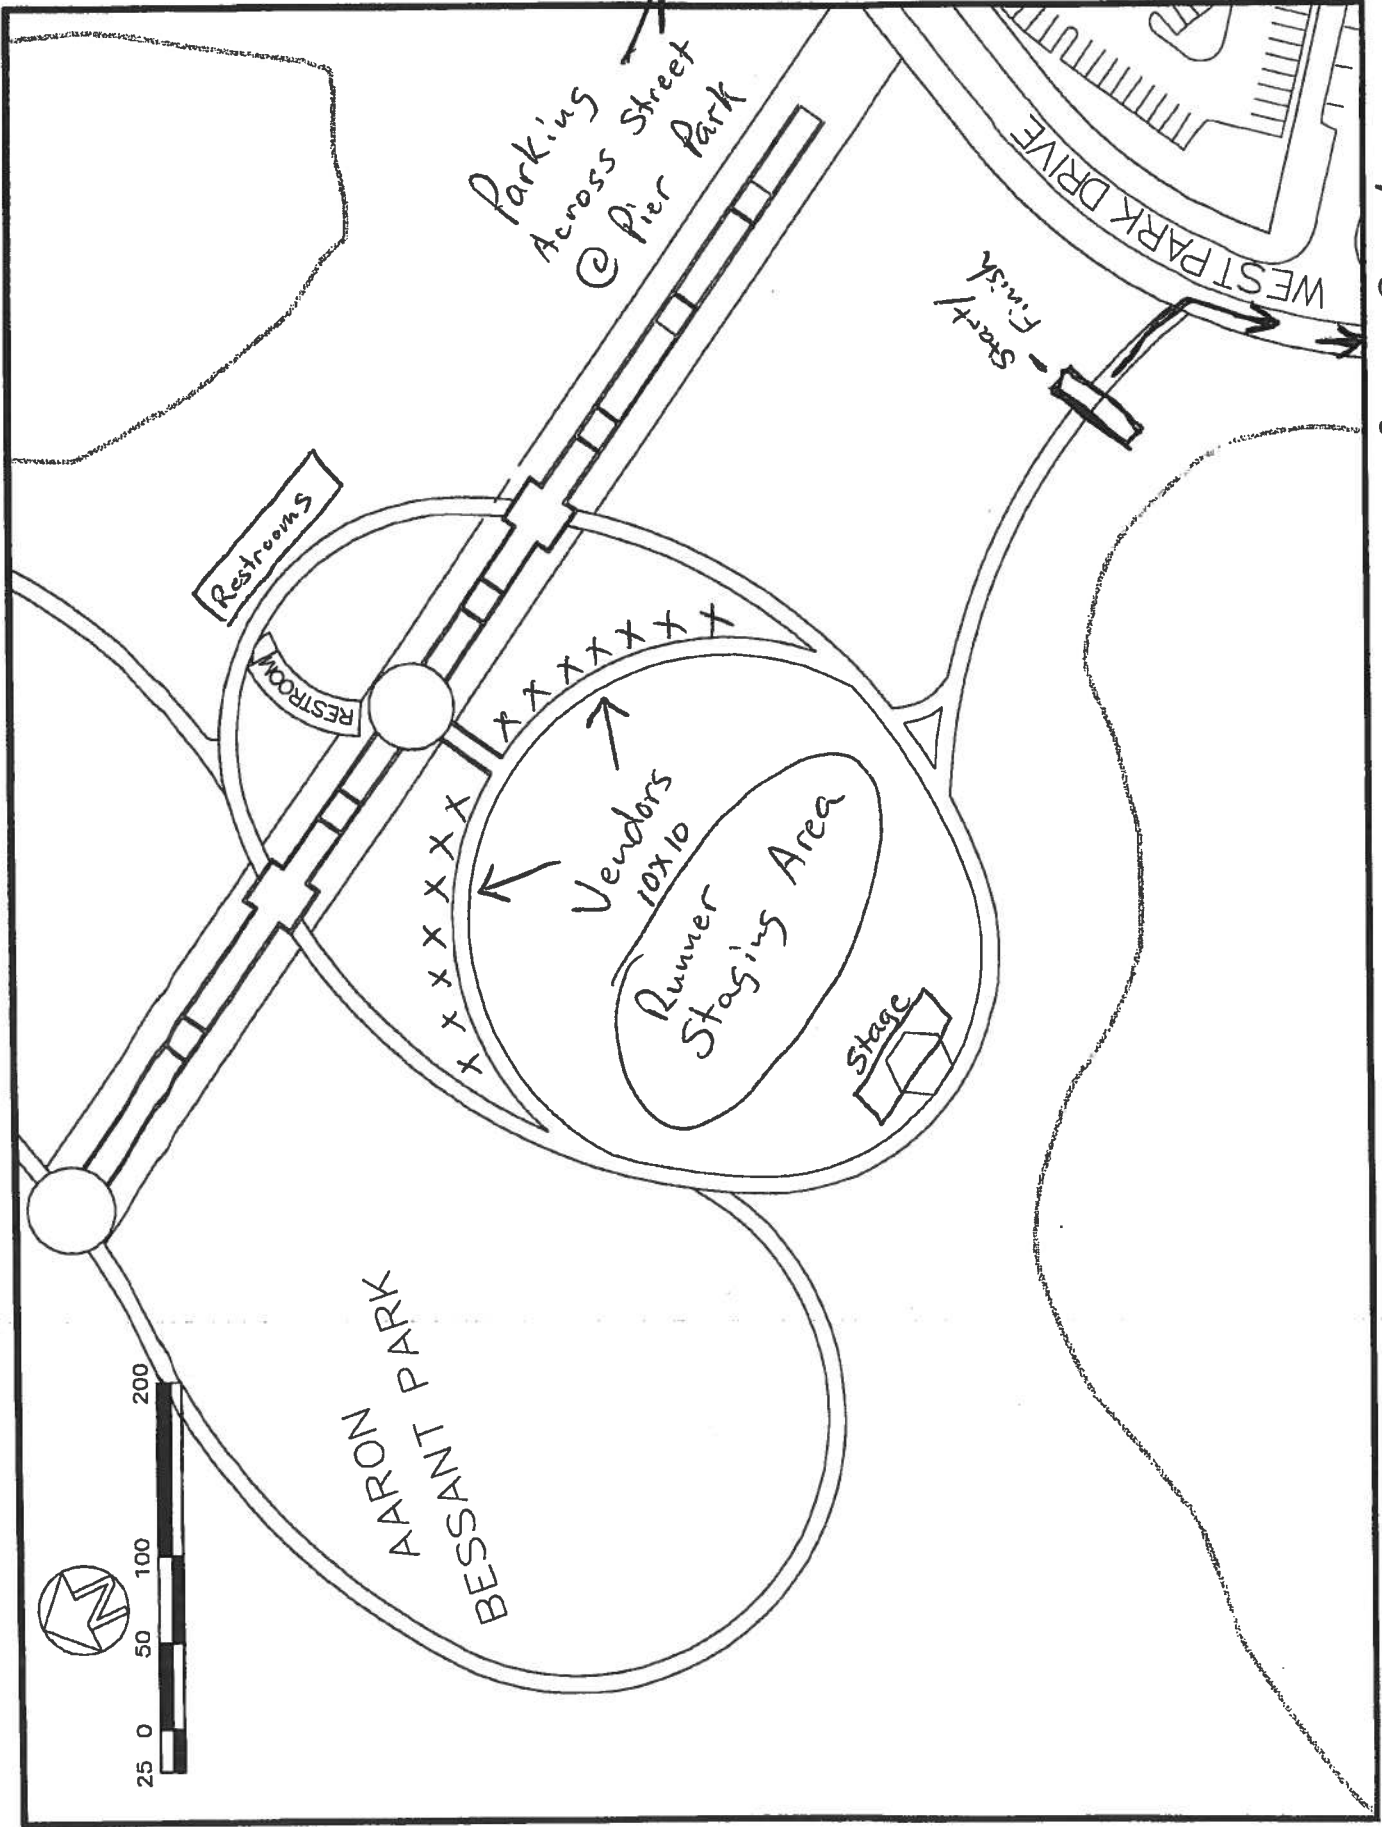 Parking
Across Street
@ Pier Park
WEST PARK DRIVE
Start/
Finish
Restrooms
RESTROOM
Vendors
10x10
X X X X X X X
X X X X X X X
Runner
Staging Area
Stage
AARON
BESSANT PARK
N
25 0 50 100 200